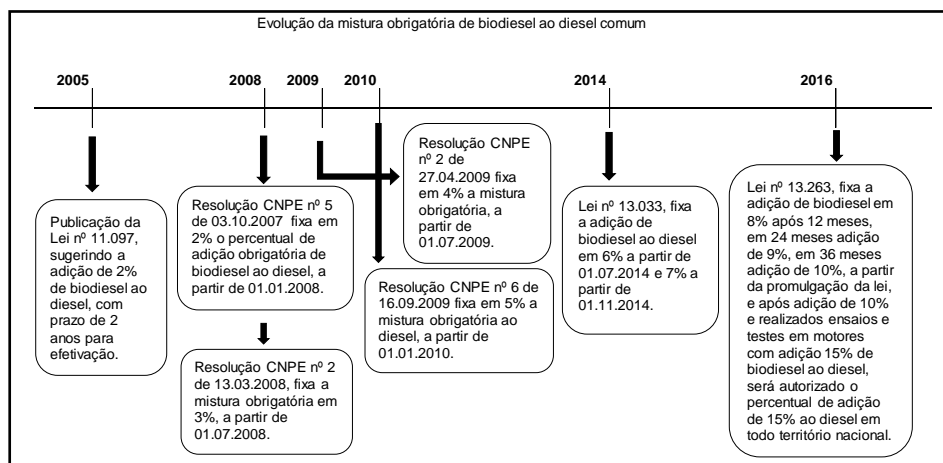 Evolução da mistura obrigatória de biodiesel ao diesel comum
2005
2008
2009
2010
2014
2016
Publicação da
Lei nº 11.097,
sugerindo a
adição de 2%
de biodiesel ao
diesel, com
prazo de 2
anos para
efetivação.
Resolução CNPE nº 5
de 03.10.2007 fixa em
2% o percentual de
adição obrigatória de
biodiesel ao diesel, a
partir de 01.01.2008.
Resolução CNPE nº 2
de 13.03.2008, fixa a
mistura obrigatória em
3%, a partir de
01.07.2008.
Resolução CNPE
nº 2 de
27.04.2009 fixa
em 4% a mistura
obrigatória, a
partir de
01.07.2009.
Resolução CNPE nº 6 de
16.09.2009 fixa em 5% a
mistura obrigatória ao
diesel, a partir de
01.01.2010.
Lei nº 13.033, fixa
a adição de
biodiesel ao diesel
em 6% a partir de
01.07.2014 e 7% a
partir de
01.11.2014.
Lei nº 13.263, fixa a
adição de biodiesel em
8% após 12 meses,
em 24 meses adição
de 9%, em 36 meses
adição de 10%, a partir
da promulgação da lei,
e após adição de 10%
e realizados ensaios e
testes em motores
com adição 15% de
biodiesel ao diesel,
será autorizado o
percentual de adição
de 15% ao diesel em
todo território nacional.